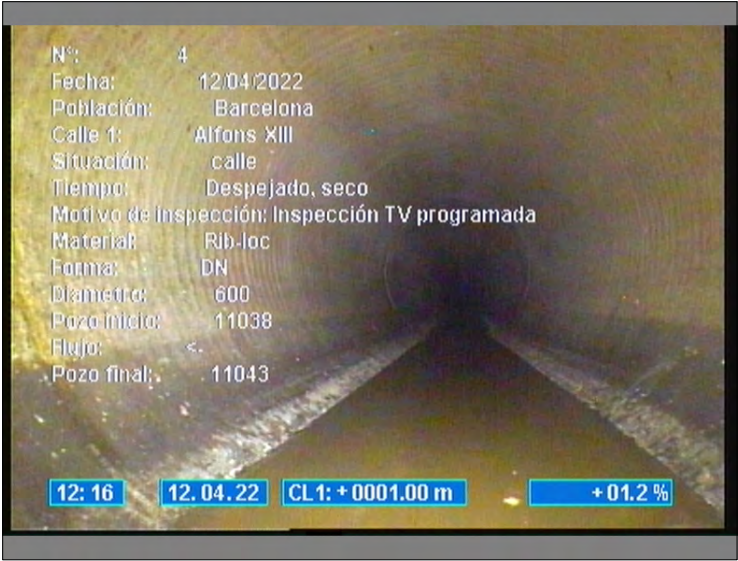 Nº: 4
Fecha: 12/04/2022
Población: Barcelona
Calle 1: Alfons XIII
Situación: calle
Tiempo: Despejado, seco
Motivo de inspección: Inspección TV programada
Material: Rib-loc
Forma: DN
Diametro: 600
Pozo inicio: 11038
Flujo: <-
Pozo final: 11043
12:16 12.04.22 CL1: +0001.00 m +01.2 %